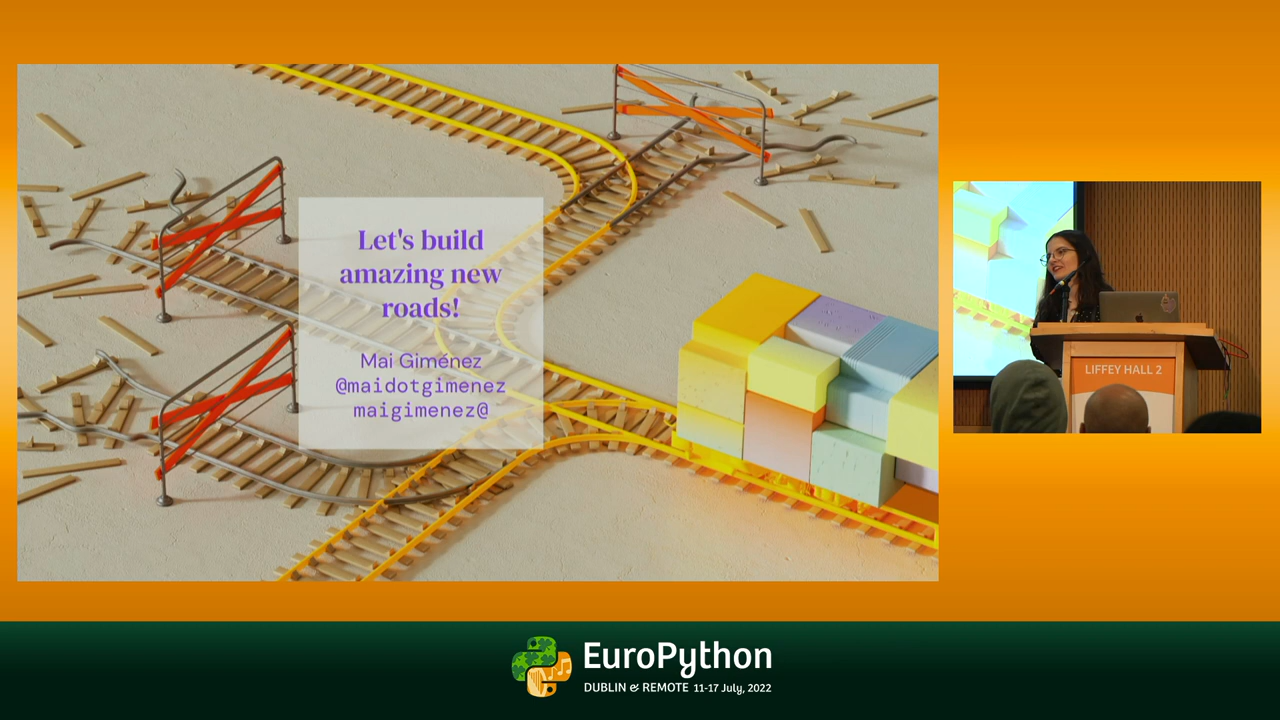 Let's build
amazing new
roads!
Mai Giménez
@maidotgimenez
maigimenez@
LIFFEY HALL 2
EuroPython
DUBLIN & REMOTE 11-17 July, 2022